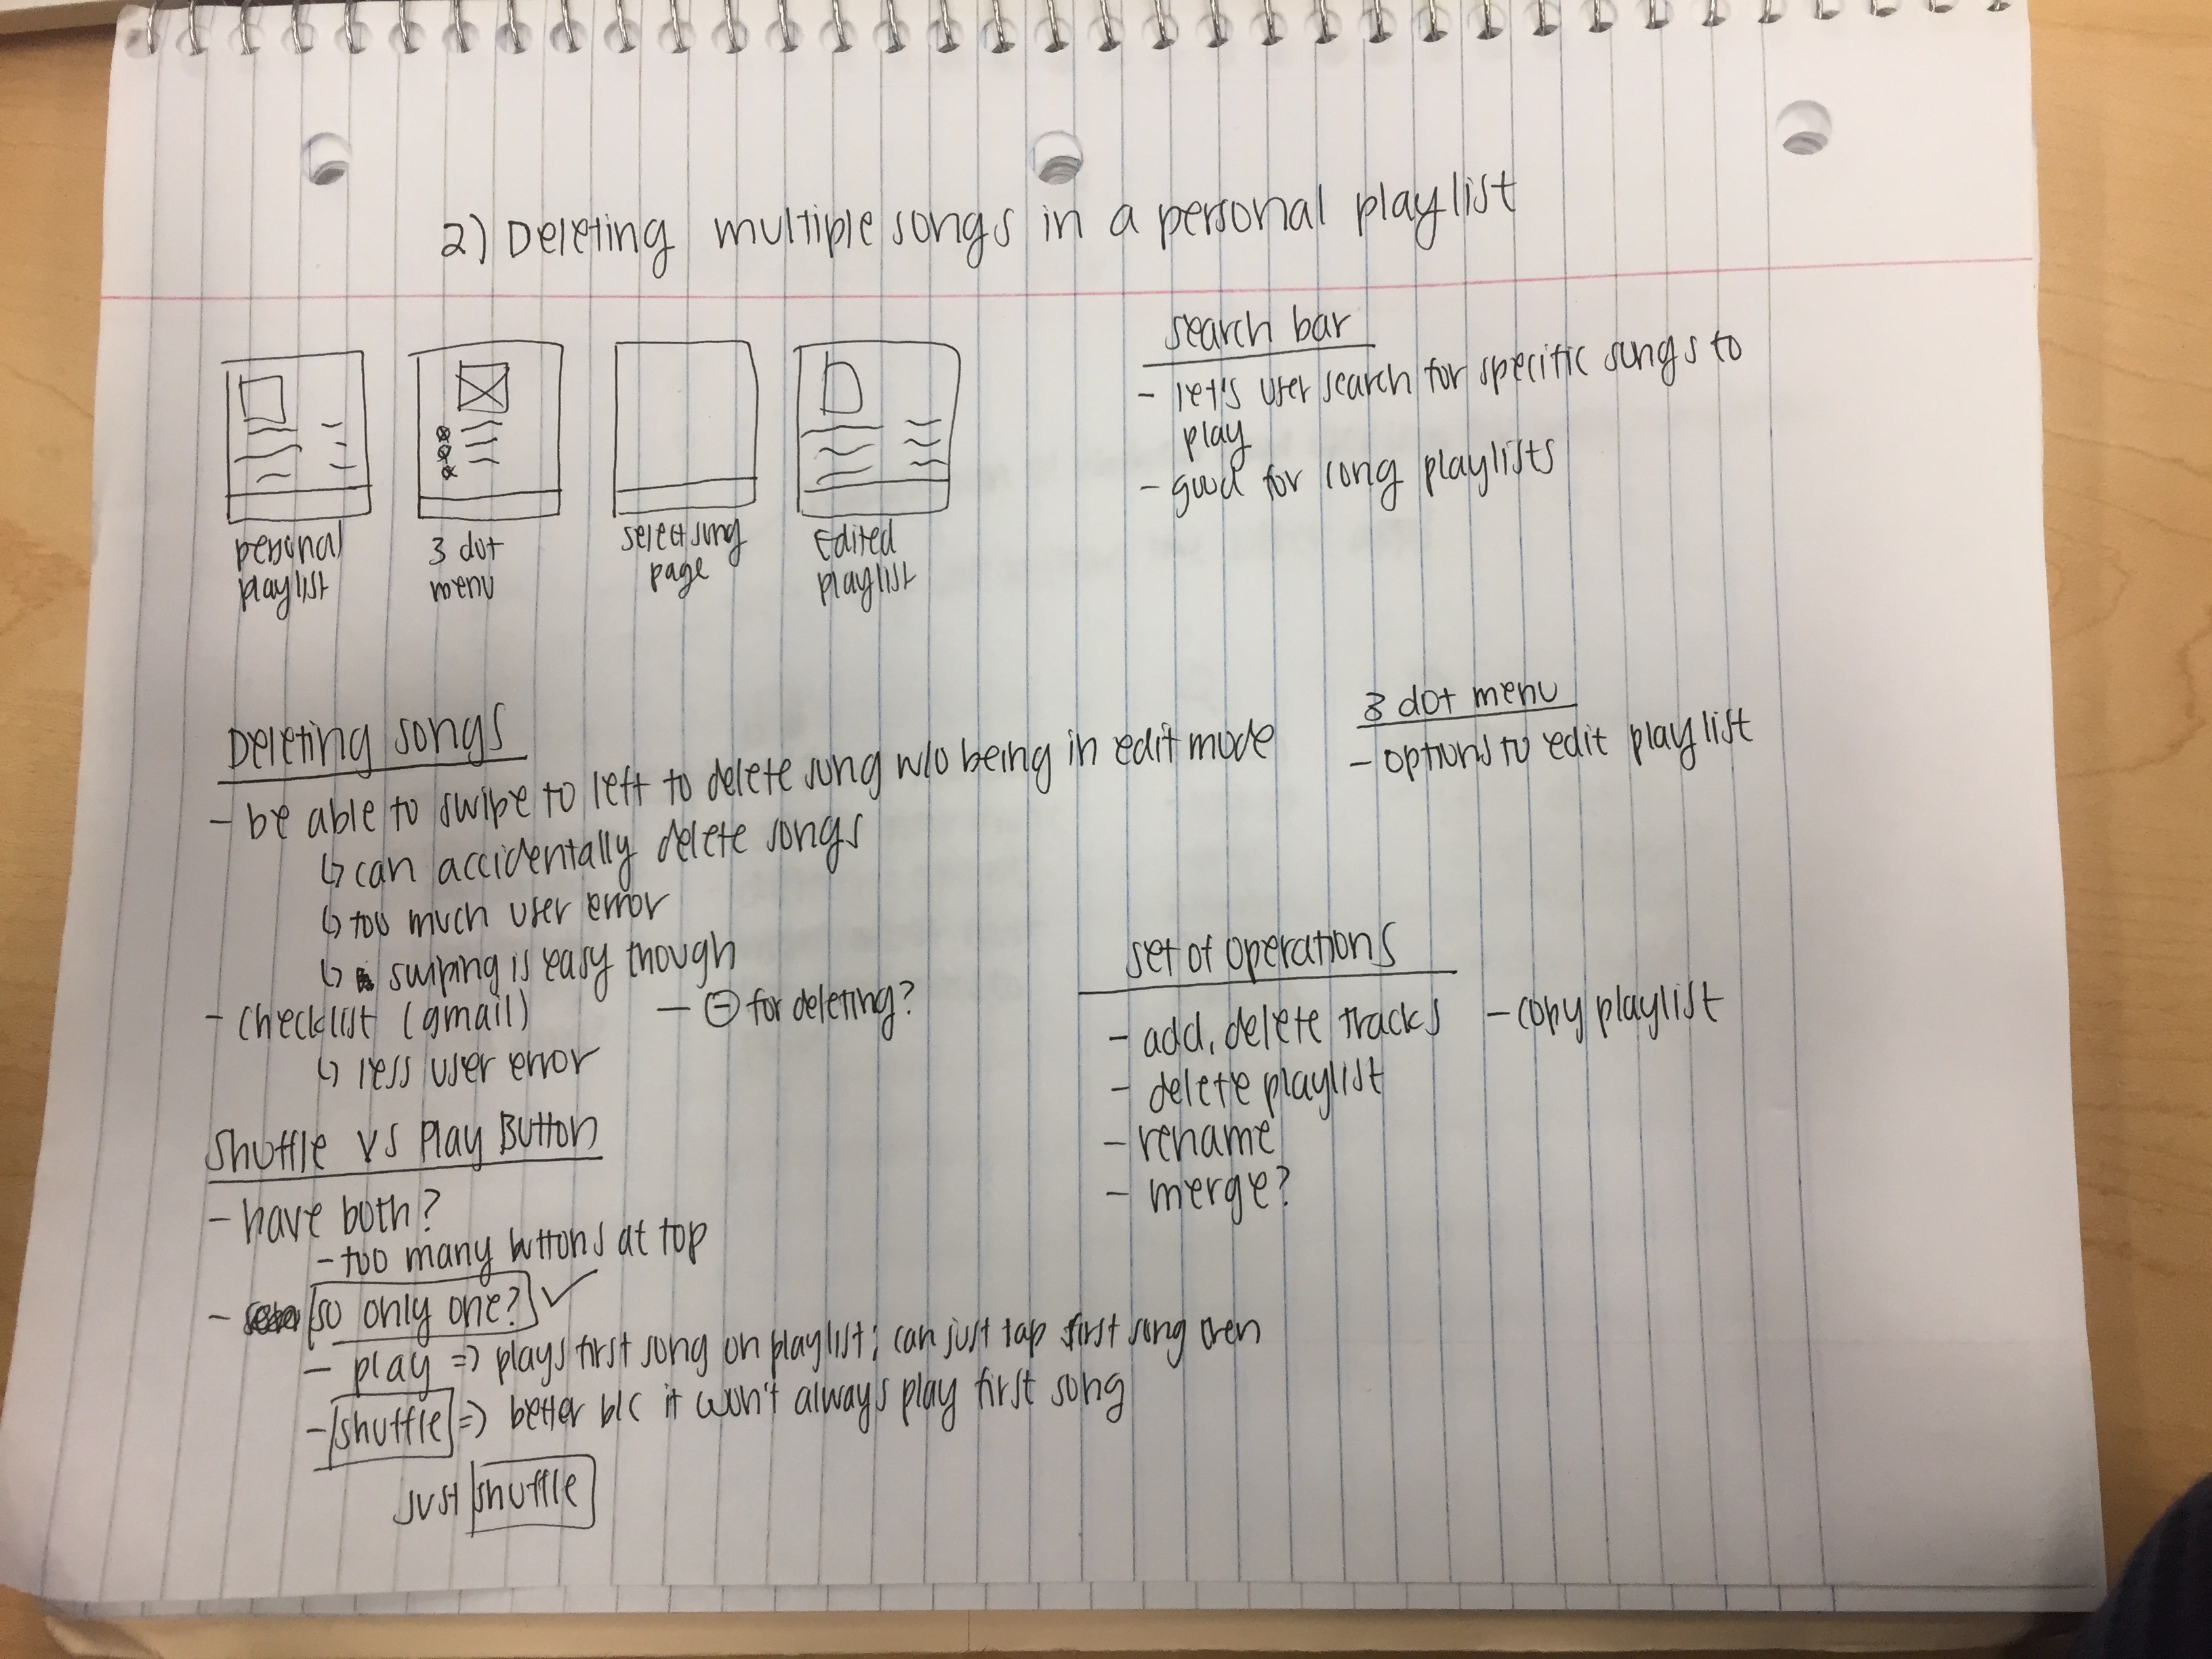 2) Deleting multiple songs in a personal playlist
personal
playlist
3 dot
menu
select song
page
Edited
playlist
search bar
- let's user search for specific songs to
play
- good for long playlists
Deleting songs
- be able to swipe to left to delete song w/o being in edit mode
↳ can accidentally delete songs
↳ too much user error
↳ swiping is easy though
- checklist (gmail)
↳ less user error
- ⊖ for deleting?
3 dot menu
- options to edit playlist
set of operations
- add, delete tracks - copy playlist
- delete playlist
- rename
- merge?
Shuffle vs Play Button
- have both?
- too many buttons at top
- so only one? ✓
- play => plays first song on playlist; can just tap first song then
- shuffle => better b/c it won't always play first song
just shuffle